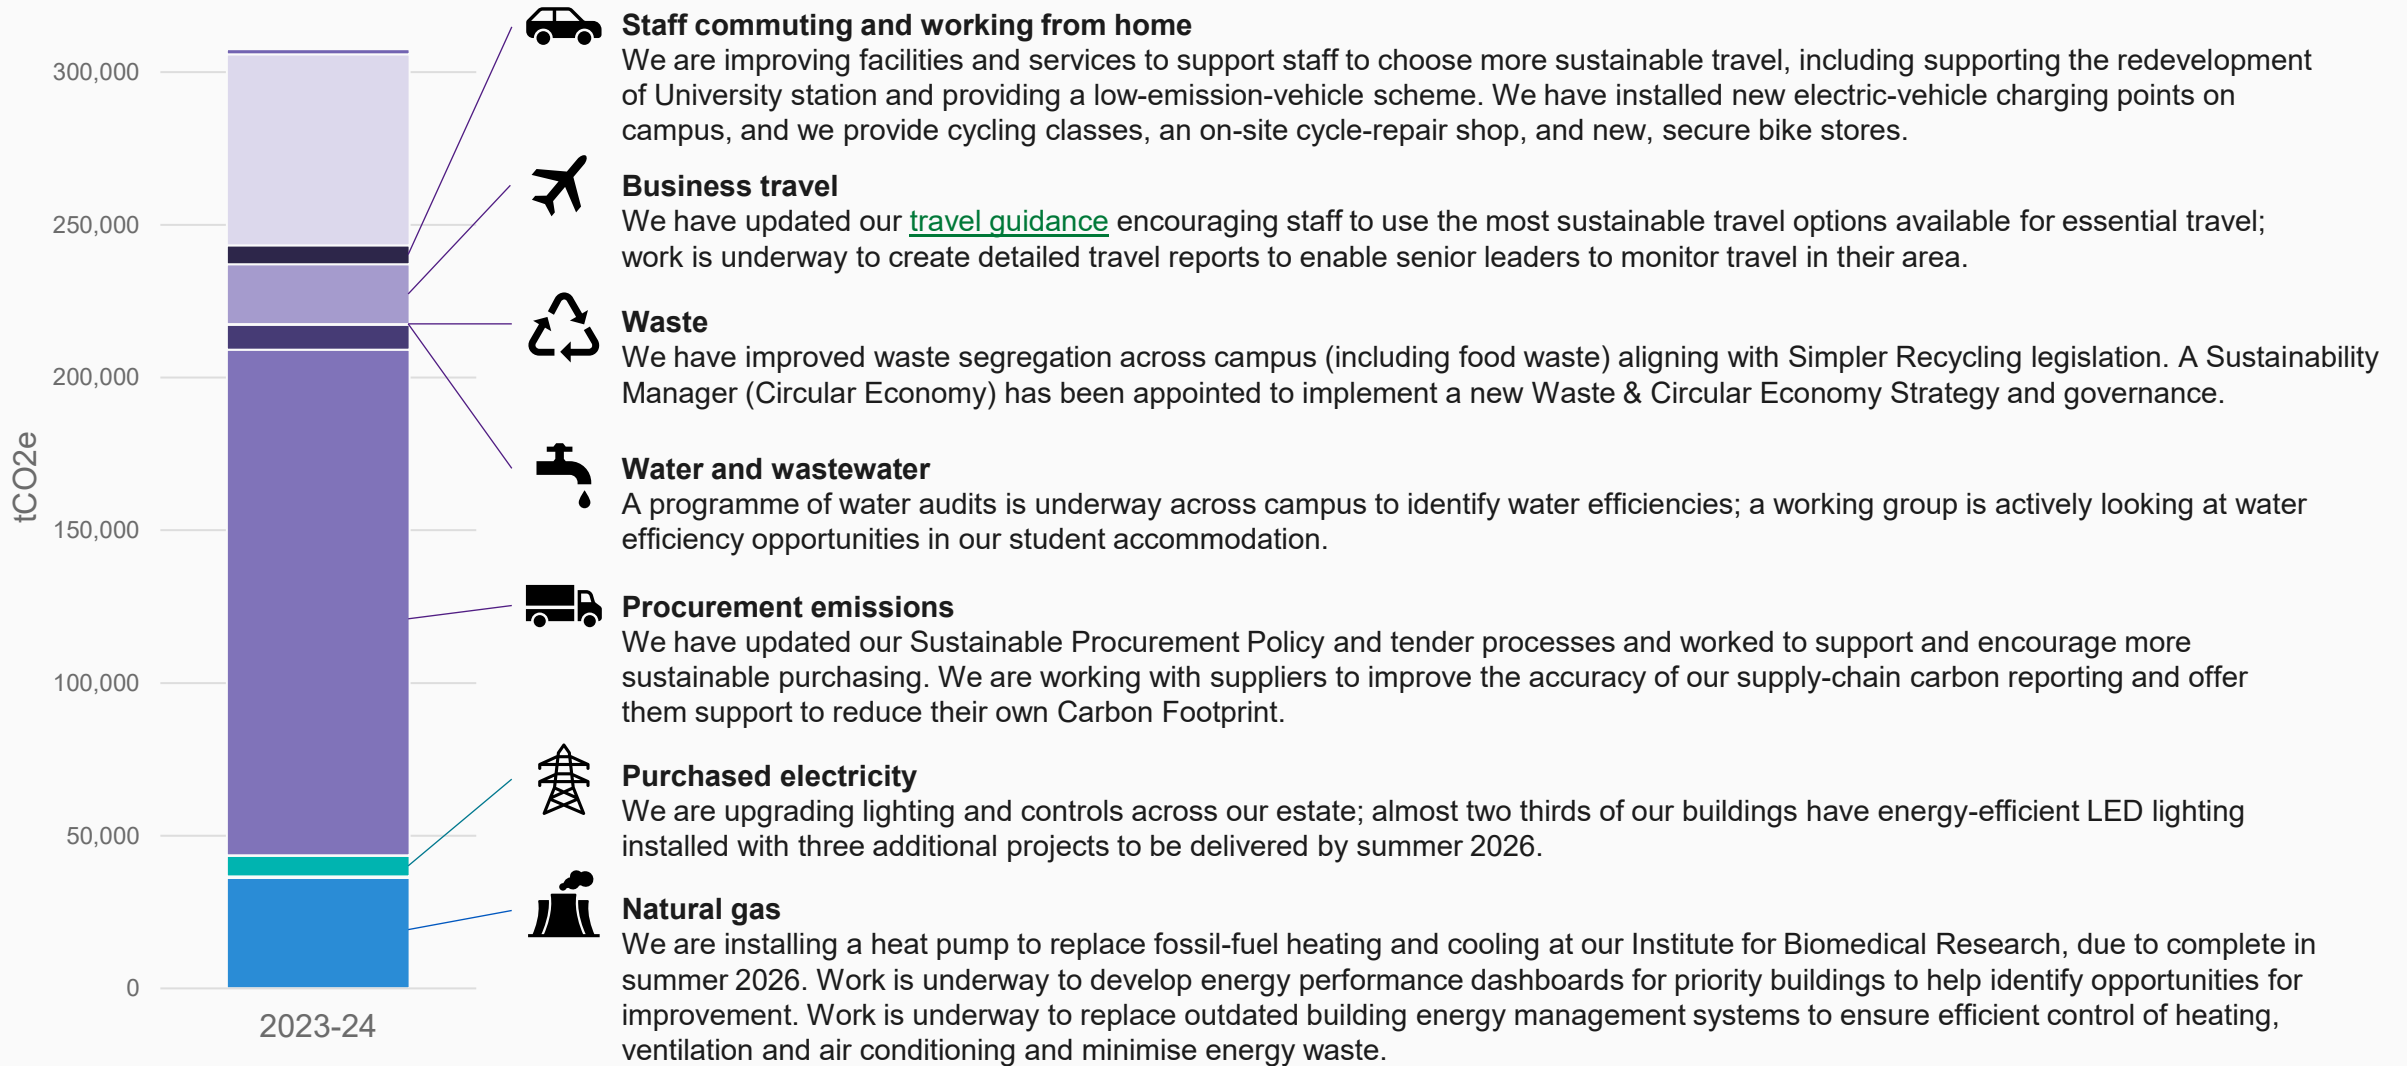 300,000
250,000
200,000
150,000
100,000
50,000
0
tCO2e
2023-24
Staff commuting and working from home
We are improving facilities and services to support staff to choose more sustainable travel, including supporting the redevelopment
of University station and providing a low-emission-vehicle scheme. We have installed new electric-vehicle charging points on
campus, and we provide cycling classes, an on-site cycle-repair shop, and new, secure bike stores.
Business travel
We have updated our travel guidance encouraging staff to use the most sustainable travel options available for essential travel;
work is underway to create detailed travel reports to enable senior leaders to monitor travel in their area.
Waste
We have improved waste segregation across campus (including food waste) aligning with Simpler Recycling legislation. A Sustainability
Manager (Circular Economy) has been appointed to implement a new Waste & Circular Economy Strategy and governance.
Water and wastewater
A programme of water audits is underway across campus to identify water efficiencies; a working group is actively looking at water
efficiency opportunities in our student accommodation.
Procurement emissions
We have updated our Sustainable Procurement Policy and tender processes and worked to support and encourage more
sustainable purchasing. We are working with suppliers to improve the accuracy of our supply-chain carbon reporting and offer
them support to reduce their own Carbon Footprint.
Purchased electricity
We are upgrading lighting and controls across our estate; almost two thirds of our buildings have energy-efficient LED lighting
installed with three additional projects to be delivered by summer 2026.
Natural gas
We are installing a heat pump to replace fossil-fuel heating and cooling at our Institute for Biomedical Research, due to complete in
summer 2026. Work is underway to develop energy performance dashboards for priority buildings to help identify opportunities for
improvement. Work is underway to replace outdated building energy management systems to ensure efficient control of heating,
ventilation and air conditioning and minimise energy waste.